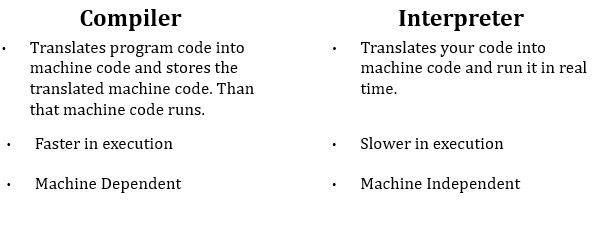 Compiler
• Translates program code into
machine code and stores the
translated machine code. Than
that machine code runs.
• Faster in execution
• Machine Dependent
Interpreter
• Translates your code into
machine code and run it in real
time.
• Slower in execution
• Machine Independent